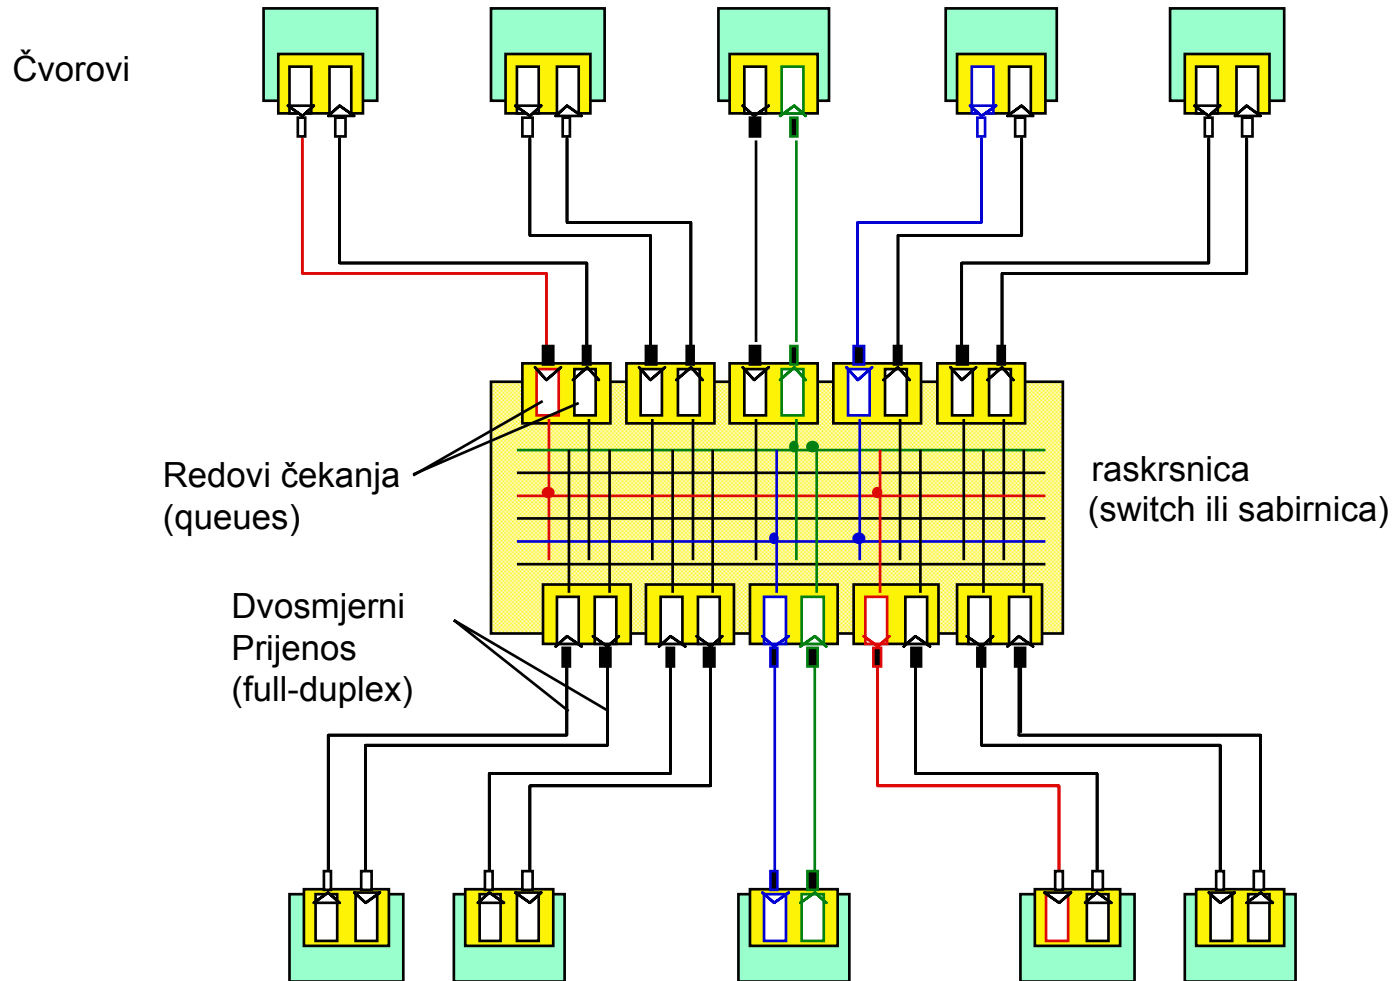 Čvorovi
Redovi čekanja
(queues)
raskrsnica
(switch ili sabirnica)
Dvosmjerni
Prijenos
(full-duplex)